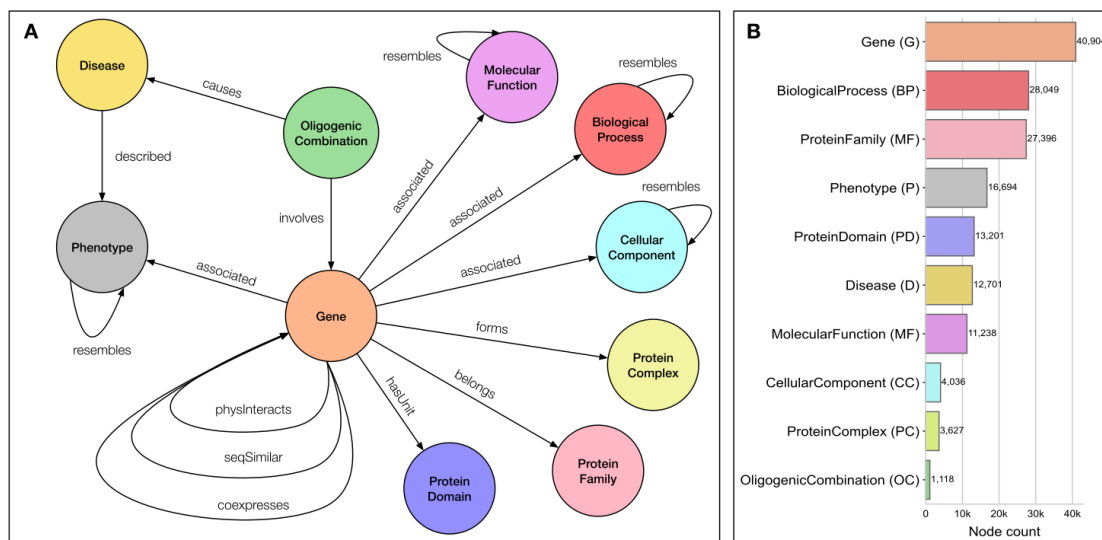 A
Disease
resembles
Molecular
Function
resembles
causes
Oligogenic
Combination
Biological
Process
described
associated
resembles
involves
associated
Phenotype
Cellular
Component
associated
associated
Gene
forms
resembles
Protein
Complex
belongs
hasUnit
physInteracts
seqSimilar
Protein
Family
Protein
Domain
coexpresses
B
Gene (G)
40,904
BiologicalProcess (BP)
28,049
ProteinFamily (MF)
27,396
Phenotype (P)
16,694
ProteinDomain (PD)
13,201
Disease (D)
12,701
MolecularFunction (MF)
11,238
CellularComponent (CC)
4,036
ProteinComplex (PC)
3,627
OligogenicCombination (OC)
1,118
0 10k 20k 30k 40k
Node count